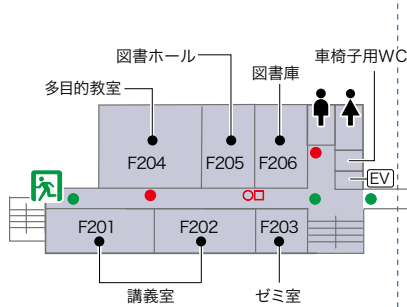 図書ホール
車椅子用WC
図書庫
多目的教室
F204
F205
F206
EV
F201
F202
F203
講義室
ゼミ室